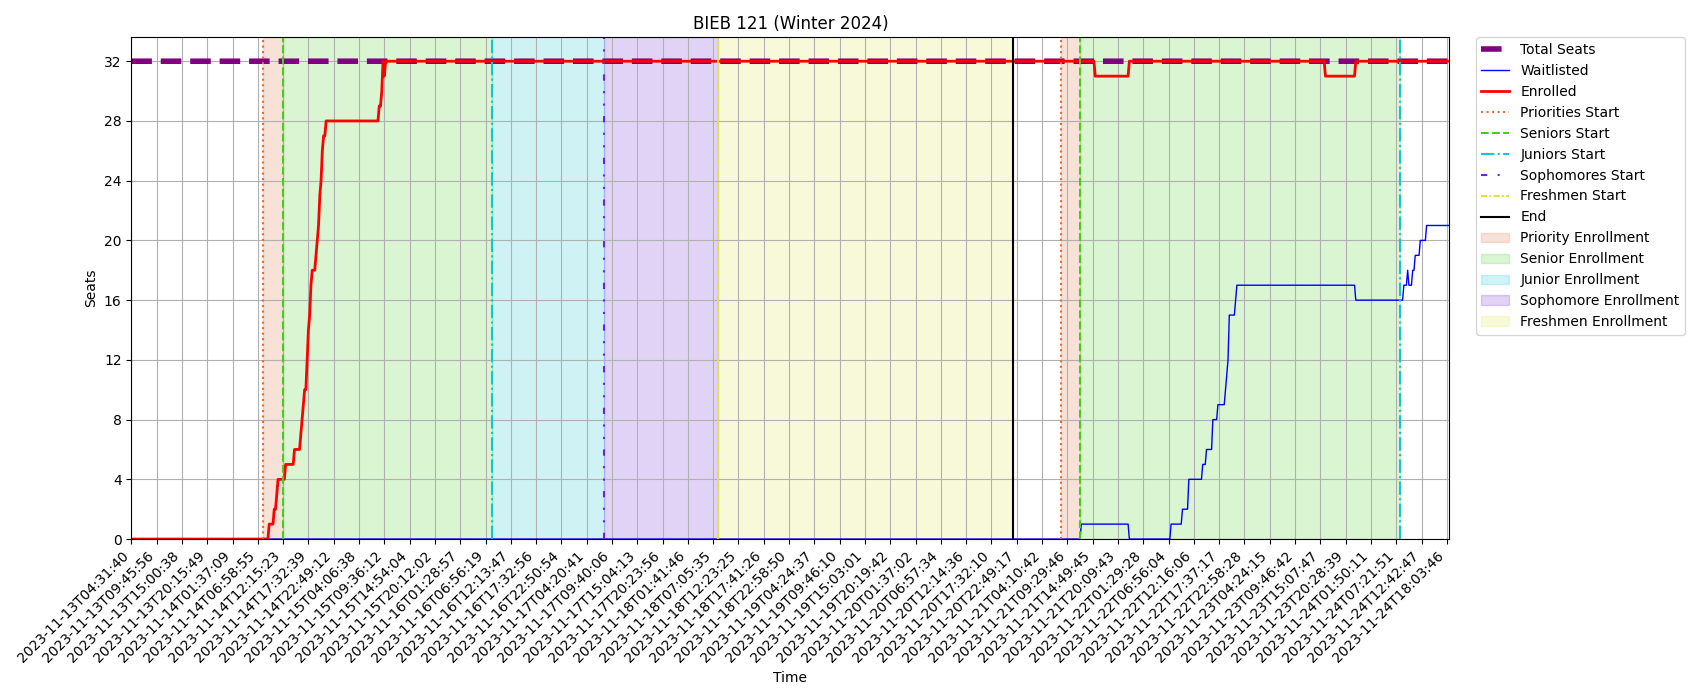 BIEB 121 (Winter 2024)
Seats
32
28
24
20
16
12
8
4
0
2023-11-13T04:31:40
2023-11-13T09:45:56
2023-11-13T15:00:38
2023-11-13T20:15:49
2023-11-14T01:37:09
2023-11-14T06:58:55
2023-11-14T12:15:23
2023-11-14T17:32:39
2023-11-14T22:49:12
2023-11-15T04:06:38
2023-11-15T09:36:12
2023-11-15T14:54:04
2023-11-15T20:12:02
2023-11-16T01:28:57
2023-11-16T06:56:19
2023-11-16T12:13:47
2023-11-16T17:32:56
2023-11-16T22:50:54
2023-11-17T04:20:41
2023-11-17T09:40:06
2023-11-17T15:04:13
2023-11-17T20:23:56
2023-11-18T01:41:46
2023-11-18T07:05:35
2023-11-18T12:23:25
2023-11-18T17:41:26
2023-11-18T22:58:50
2023-11-19T04:24:37
2023-11-19T09:46:10
2023-11-19T15:03:01
2023-11-19T20:19:42
2023-11-20T01:37:02
2023-11-20T06:57:34
2023-11-20T12:14:36
2023-11-20T17:32:10
2023-11-20T22:49:17
2023-11-21T04:10:42
2023-11-21T09:29:46
2023-11-21T14:49:45
2023-11-21T20:09:43
2023-11-22T01:29:28
2023-11-22T06:56:04
2023-11-22T12:16:06
2023-11-22T17:37:17
2023-11-22T22:58:28
2023-11-23T04:24:15
2023-11-23T09:46:42
2023-11-23T15:07:47
2023-11-23T20:28:39
2023-11-24T01:50:11
2023-11-24T07:21:51
2023-11-24T12:42:47
2023-11-24T18:03:46
Time
Total Seats
Waitlisted
Enrolled
Priorities Start
Seniors Start
Juniors Start
Sophomores Start
Freshmen Start
End
Priority Enrollment
Senior Enrollment
Junior Enrollment
Sophomore Enrollment
Freshmen Enrollment